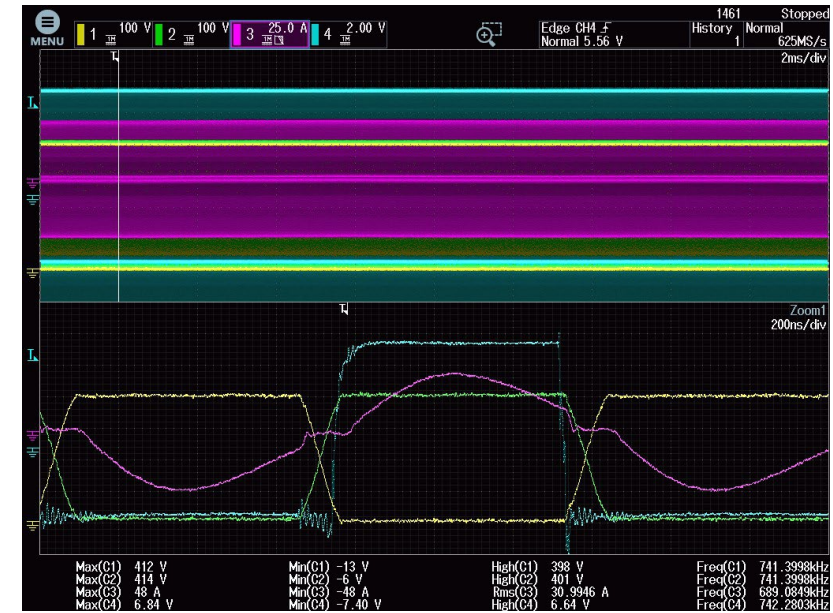 1461 Stopped
MENU 1 100 V 2 100 V 3 25.0 A 4 2.00 V Edge CH4 History Normal
Normal 5.56 V 1 625MS/s
T 2ms/div
T
T Zoom1
200ns/div
T
Max(C1) 412 V Min(C1) -13 V High(C1) 398 V Freq(C1) 741.3998kHz
Max(C2) 414 V Min(C2) -6 V High(C2) 401 V Freq(C2) 741.3998kHz
Max(C3) 48 A Min(C3) -48 A Rms(C3) 30.9946 A Freq(C3) 689.0849kHz
Max(C4) 6.84 V Min(C4) -7.40 V High(C4) 6.64 V Freq(C4) 742.2803kHz